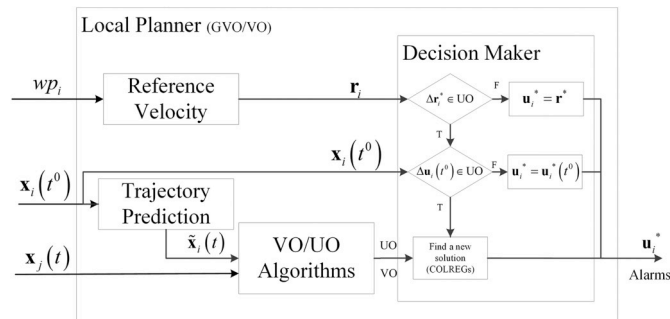 Local Planner (GVO/VO)
Decision Maker
wp_i
Reference
Velocity
r_i
Δr_i^* ∈ UO
F
u_i^* = r^*
T
x_i(t^0)
x_i(t^0)
Δu_i(t^0) ∈ UO
F
u_i^* = u_i^*(t^0)
Trajectory
Prediction
T
x̃_i(t)
VO/UO
Algorithms
UO
VO
Find a new
solution
(COLREGs)
x_j(t)
u_i^*
Alarms